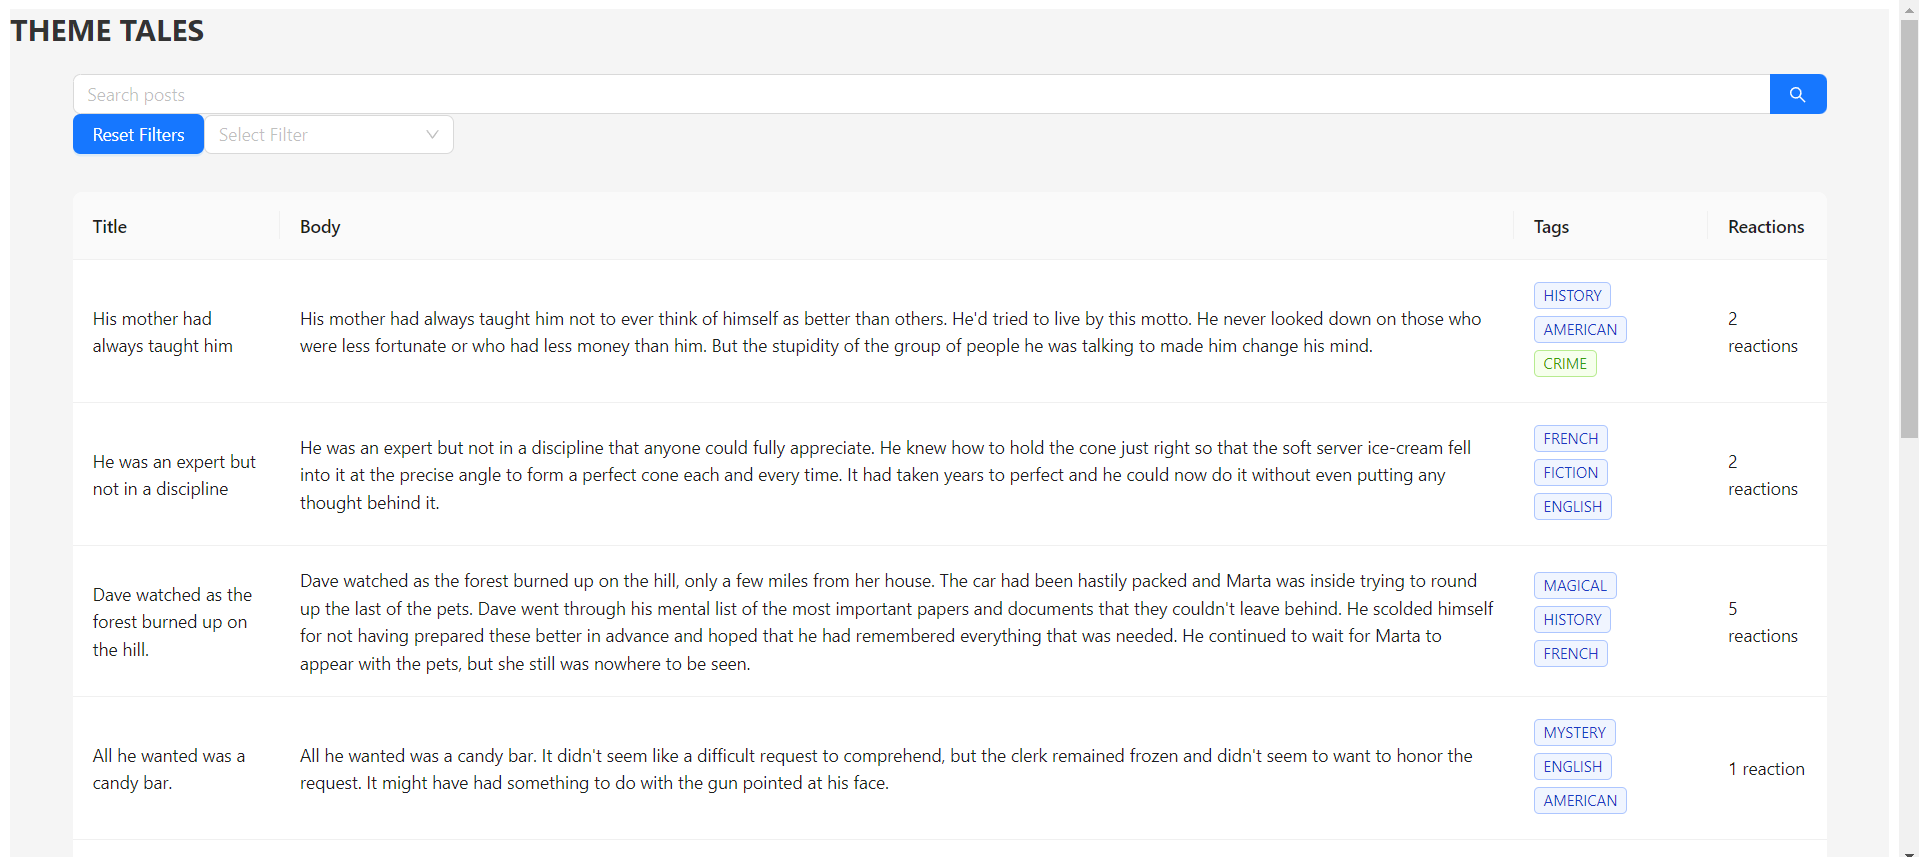 THEME TALES
Search posts
Reset Filters
Select Filter
Title
Body
Tags
Reactions
His mother had
always taught him
His mother had always taught him not to ever think of himself as better than others. He'd tried to live by this motto. He never looked down on those who
were less fortunate or who had less money than him. But the stupidity of the group of people he was talking to made him change his mind.
HISTORY
AMERICAN
CRIME
2
reactions
He was an expert but
not in a discipline
He was an expert but not in a discipline that anyone could fully appreciate. He knew how to hold the cone just right so that the soft server ice-cream fell
into it at the precise angle to form a perfect cone each and every time. It had taken years to perfect and he could now do it without even putting any
thought behind it.
FRENCH
FICTION
ENGLISH
2
reactions
Dave watched as the
forest burned up on
the hill.
Dave watched as the forest burned up on the hill, only a few miles from her house. The car had been hastily packed and Marta was inside trying to round
up the last of the pets. Dave went through his mental list of the most important papers and documents that they couldn't leave behind. He scolded himself
for not having prepared these better in advance and hoped that he had remembered everything that was needed. He continued to wait for Marta to
appear with the pets, but she still was nowhere to be seen.
MAGICAL
HISTORY
FRENCH
5
reactions
All he wanted was a
candy bar.
All he wanted was a candy bar. It didn't seem like a difficult request to comprehend, but the clerk remained frozen and didn't seem to want to honor the
request. It might have had something to do with the gun pointed at his face.
MYSTERY
ENGLISH
AMERICAN
1 reaction